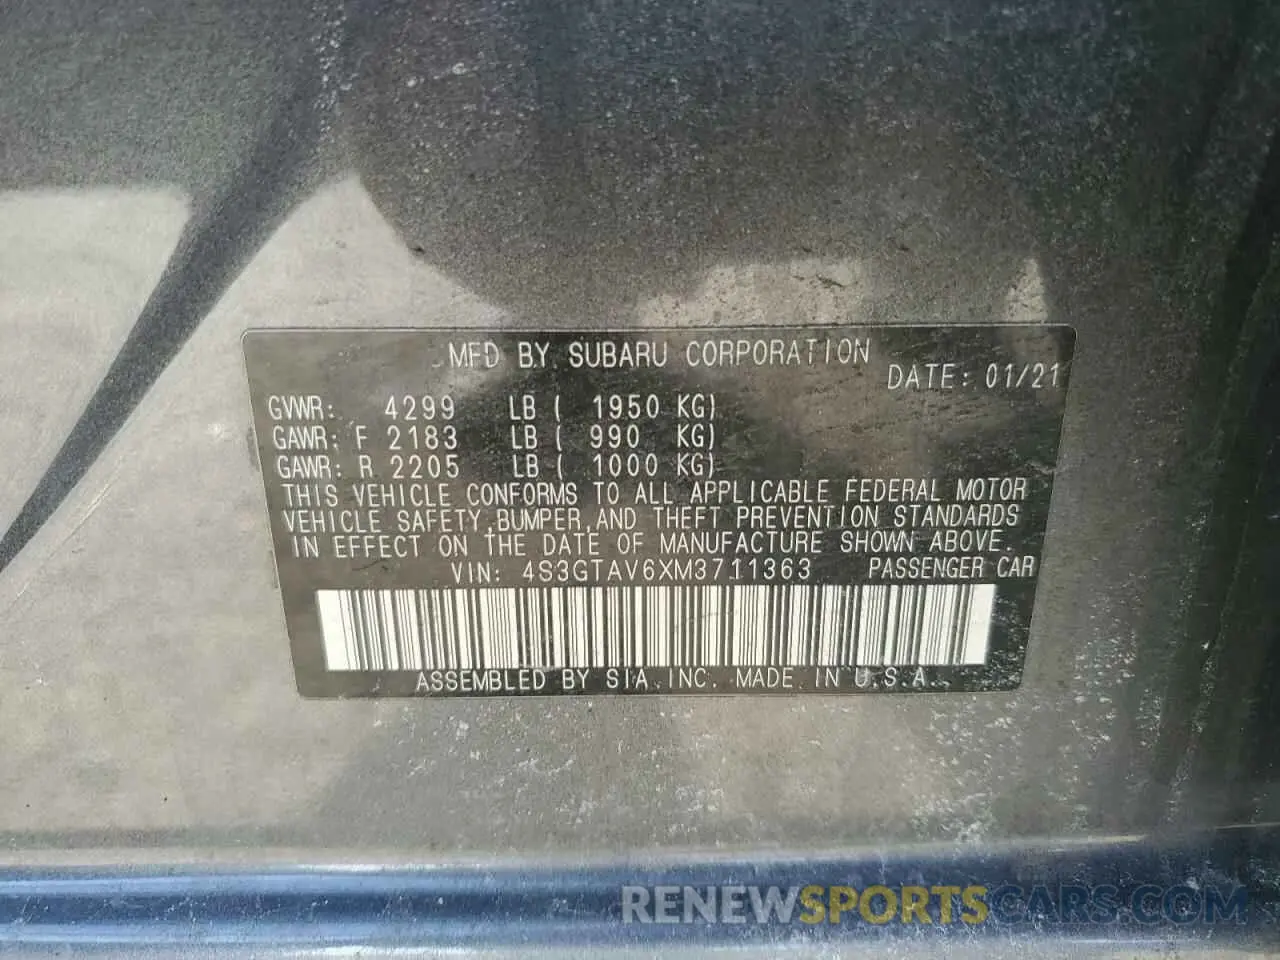 MFD BY SUBARU CORPORATION
DATE: 01/21
GVWR: 4299 LB ( 1950 KG)
GAWR: F 2183 LB ( 990 KG)
GAWR: R 2205 LB ( 1000 KG)
THIS VEHICLE CONFORMS TO ALL APPLICABLE FEDERAL MOTOR
VEHICLE SAFETY, BUMPER, AND THEFT PREVENTION STANDARDS
IN EFFECT ON THE DATE OF MANUFACTURE SHOWN ABOVE.
VIN: 4S3GTAV6XM3711363 PASSENGER CAR
ASSEMBLED BY SIA, INC. MADE IN U.S.A.
RENEWSPORTSCARS.COM